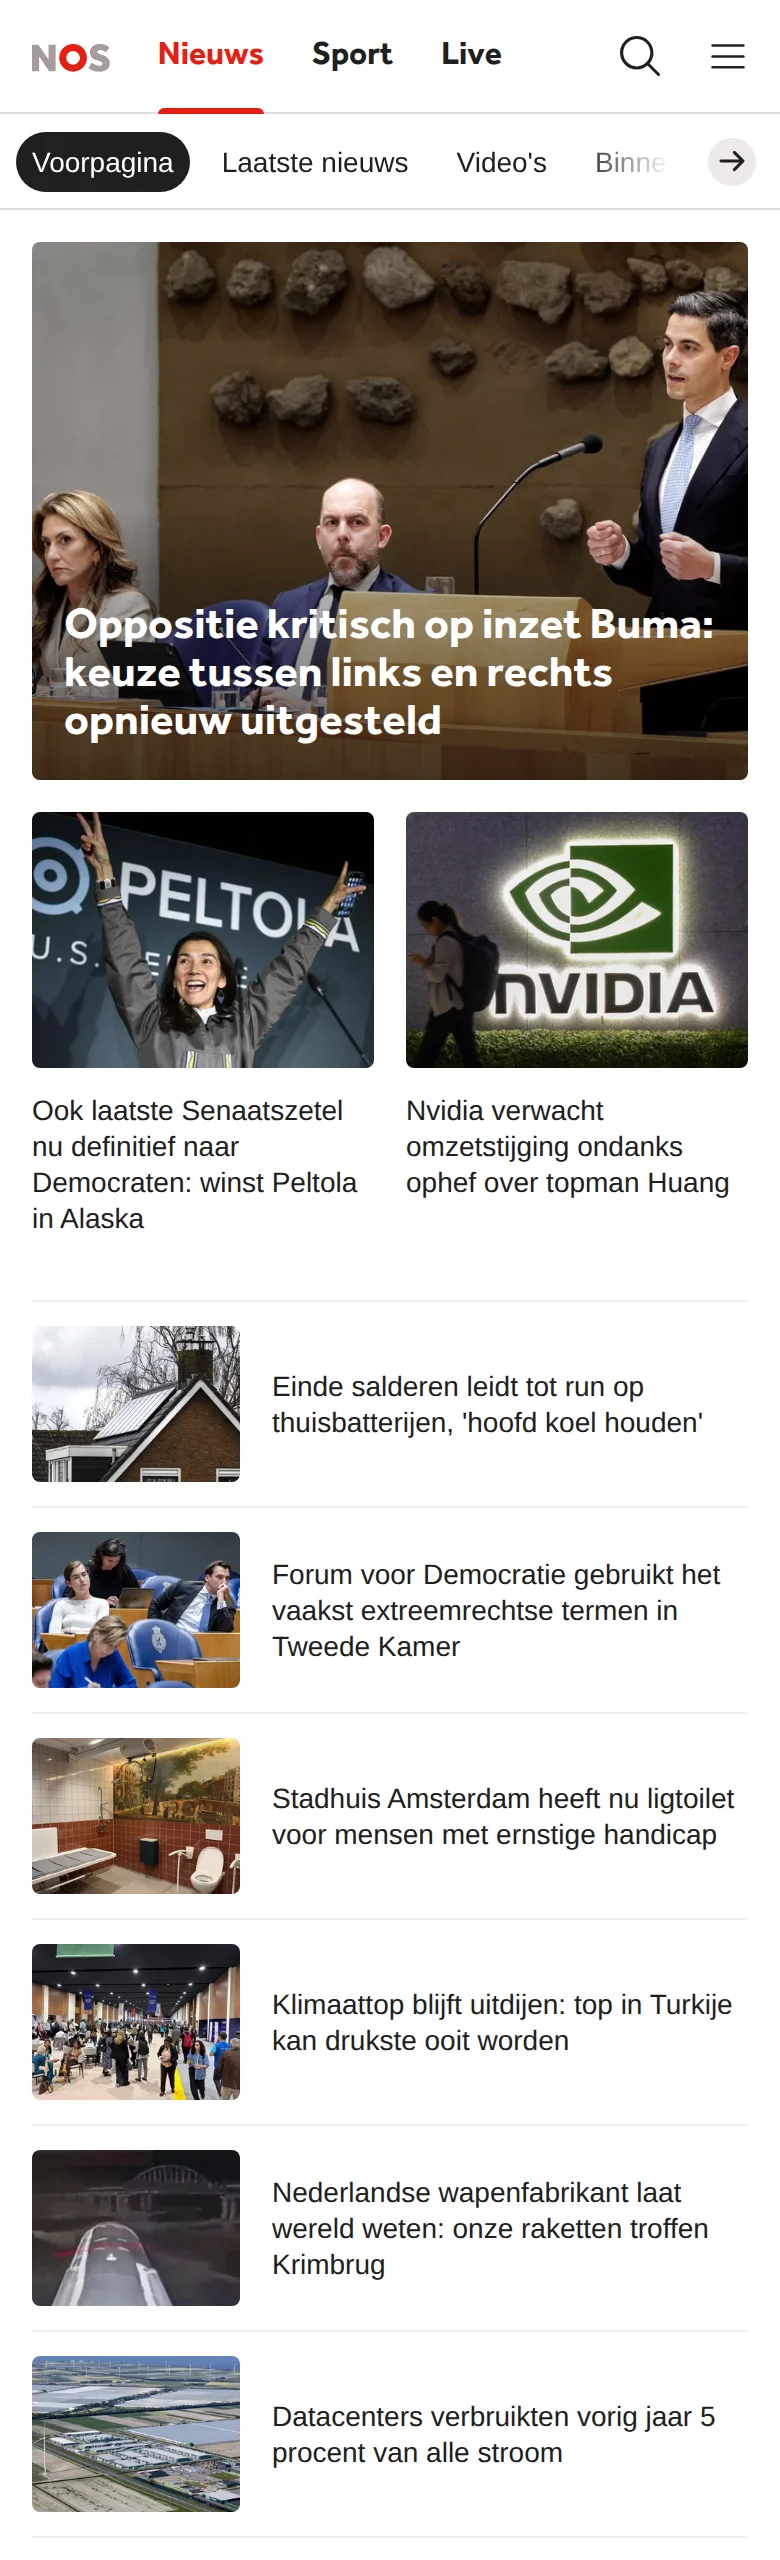 NOS Nieuws Sport Live
Voorpagina Laatste nieuws Video's Binne
Oppositie kritisch op inzet Buma:
keuze tussen links en rechts
opnieuw uitgesteld
PELTOLA
U.S.
NVIDIA
Ook laatste Senaatszetel
nu definitief naar
Democraten: winst Peltola
in Alaska
Nvidia verwacht
omzetstijging ondanks
ophef over topman Huang
Einde salderen leidt tot run op
thuisbatterijen, 'hoofd koel houden'
Forum voor Democratie gebruikt het
vaakst extreemrechtse termen in
Tweede Kamer
Stadhuis Amsterdam heeft nu ligtoilet
voor mensen met ernstige handicap
Klimaattop blijft uitdijen: top in Turkije
kan drukste ooit worden
Nederlandse wapenfabrikant laat
wereld weten: onze raketten troffen
Krimbrug
Datacenters verbruikten vorig jaar 5
procent van alle stroom